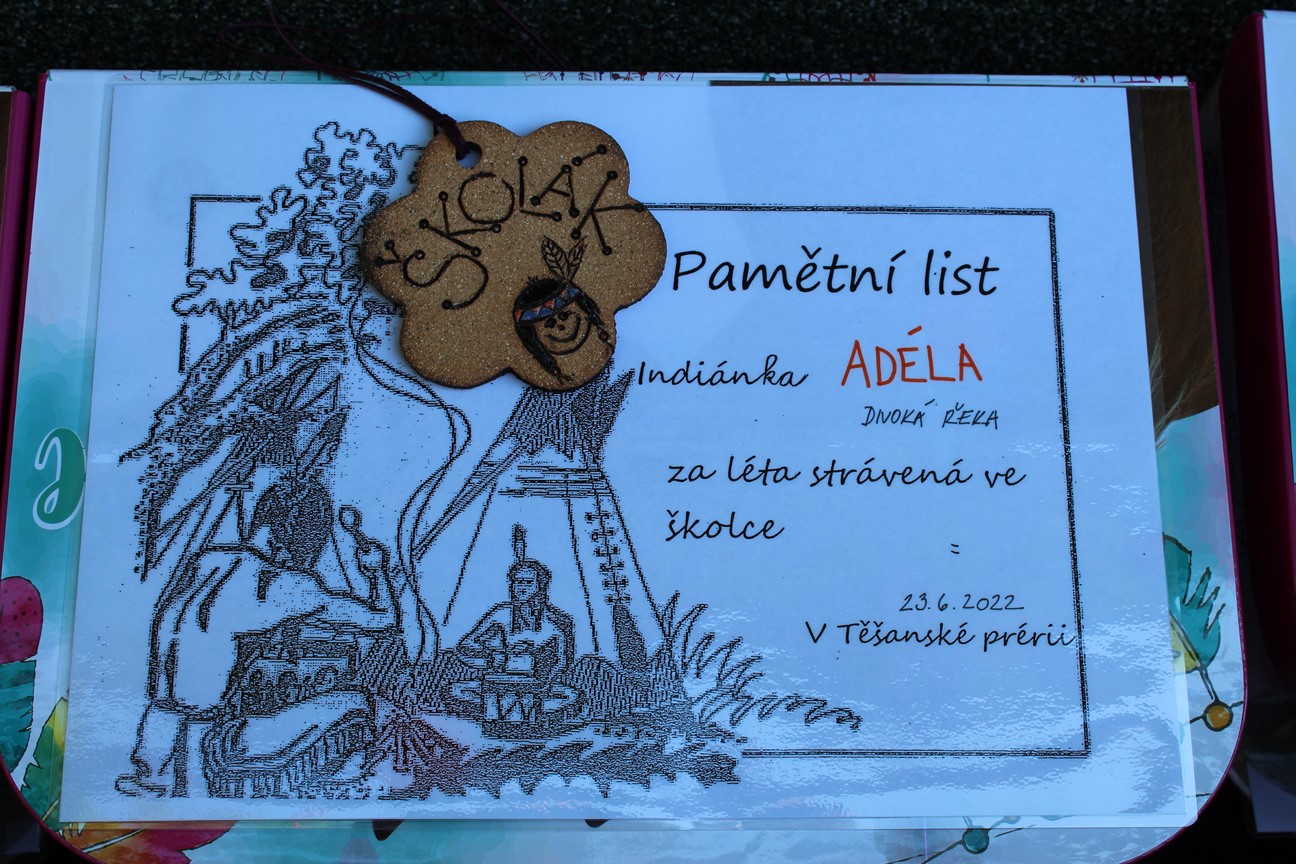 ŠKOLÁK
Pamětní list
Indiánka ADÉLA
DIVOKÁ ŘEKA
za léta strávená ve
školce
23.6.2022
V Těšanské prérii